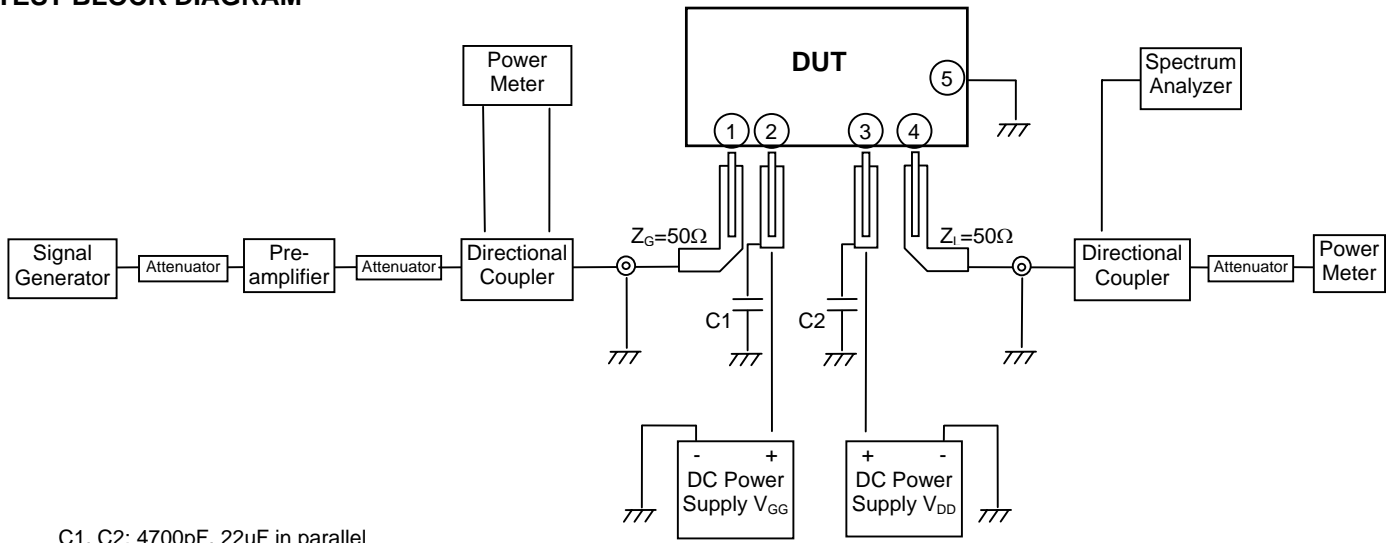 TEST BLOCK DIAGRAM
DUT
5
1
2
3
4
Power
Meter
Spectrum
Analyzer
Signal
Generator
Attenuator
Pre-
amplifier
Attenuator
Directional
Coupler
ZG=50Ω
Zl=50Ω
Directional
Coupler
Attenuator
Power
Meter
C1
C2
- +
DC Power
Supply VGG
+ -
DC Power
Supply VDD
C1, C2: 4700pF, 22uF in parallel